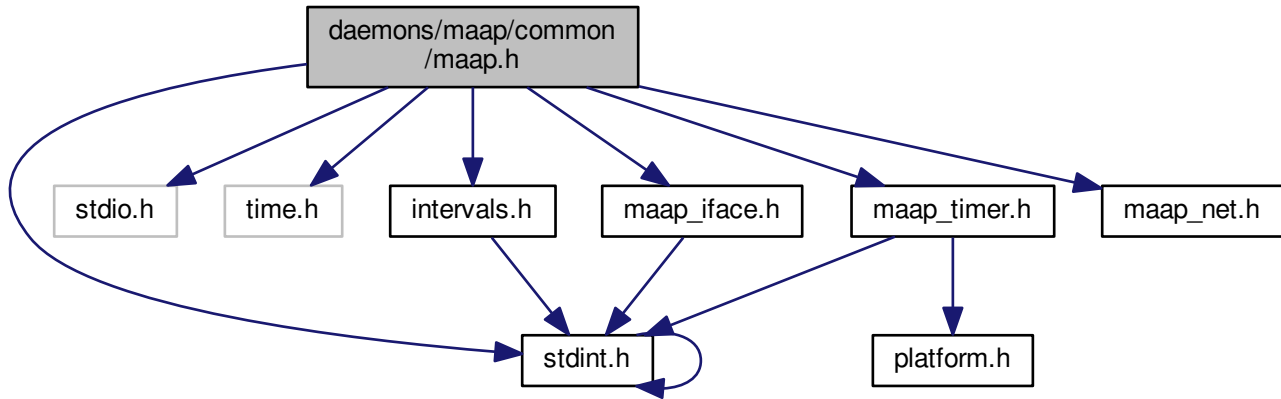 daemons/maap/common
/maap.h
stdio.h
time.h
intervals.h
maap_iface.h
maap_timer.h
maap_net.h
stdint.h
platform.h